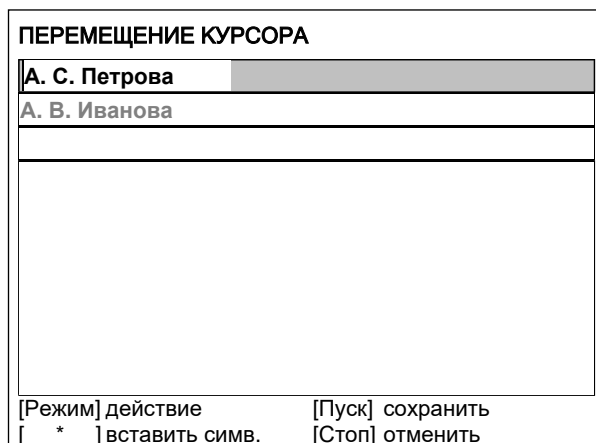 ПЕРЕМЕЩЕНИЕ КУРСОРА
А. С. Петрова
А. В. Иванова
[Режим] действие [Пуск] сохранить
[ * ] вставить симв. [Стоп] отменить